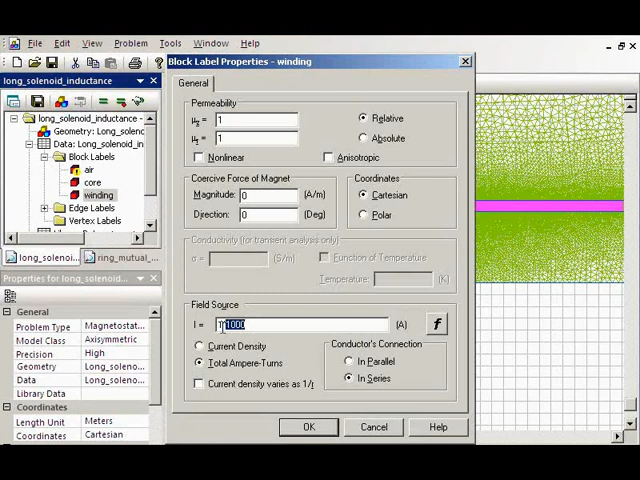 File Edit View Problem Tools Window Help
long_solenoid_inductance
long_solenoid_inductance
Geometry: Long_solenoi
Data: Long_solenoid_in
Block Labels
air
core
winding
Edge Labels
Vertex Labels
long_solenoi... ring_mutual_
Properties for long_solenoid...
General
Problem Type Magnetostat
Model Class Axisymmetric
Precision High
Geometry Long_solenoi
Data Long_solenoi
Library Data
Coordinates
Length Unit Meters
Coordinates Cartesian
Block Label Properties - winding
General
Permeability
= 1
= 1
Relative
Absolute
Nonlinear
Anisotropic
Coercive Force of Magnet
Magnitude: 0 (A/m)
Direction: 0 (Deg)
Coordinates
Cartesian
Polar
Conductivity (for transient analysis only)
σ = (S/m)
Function of Temperature
Temperature: (K)
Field Source
I = 1000 (A) f
Current Density
Total Ampere-Turns
Current density varies as 1/r
Conductor's Connection
In Parallel
In Series
OK Cancel Help